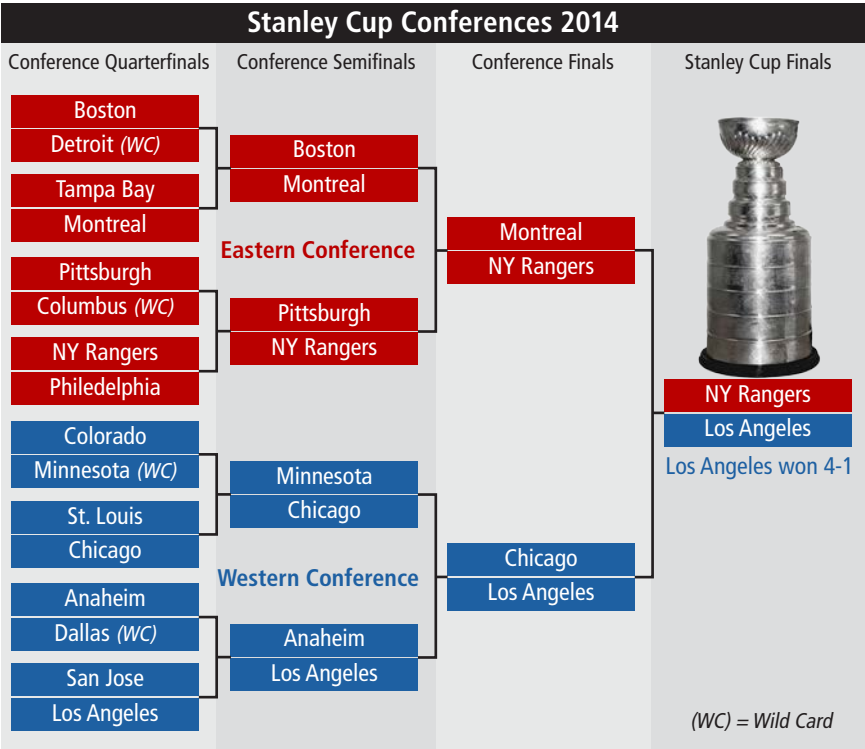 Stanley Cup Conferences 2014
Conference Quarterfinals
Conference Semifinals
Conference Finals
Stanley Cup Finals
Boston
Detroit (WC)
Tampa Bay
Montreal
Pittsburgh
Columbus (WC)
NY Rangers
Philedelphia
Colorado
Minnesota (WC)
St. Louis
Chicago
Anaheim
Dallas (WC)
San Jose
Los Angeles
Boston
Montreal
Eastern Conference
Pittsburgh
NY Rangers
Minnesota
Chicago
Western Conference
Anaheim
Los Angeles
Montreal
NY Rangers
Chicago
Los Angeles
NY Rangers
Los Angeles
Los Angeles won 4-1
(WC) = Wild Card